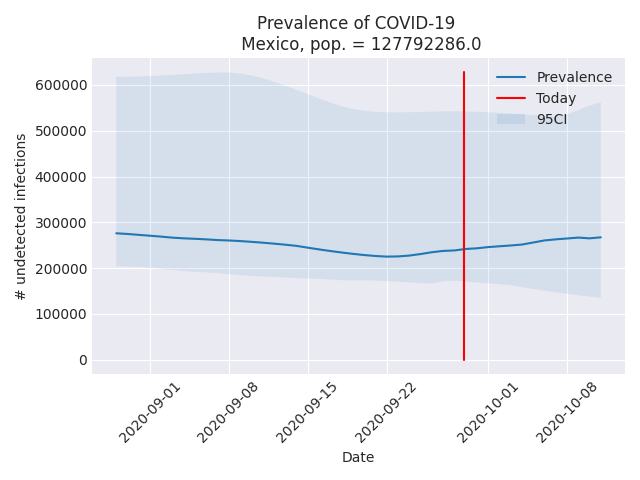 Prevalence of COVID-19
Mexico, pop. = 127792286.0
Prevalence
Today
95CI
600000
500000
400000
300000
200000
100000
0
# undetected infections
2020-09-01
2020-09-08
2020-09-15
2020-09-22
2020-10-01
2020-10-08
Date